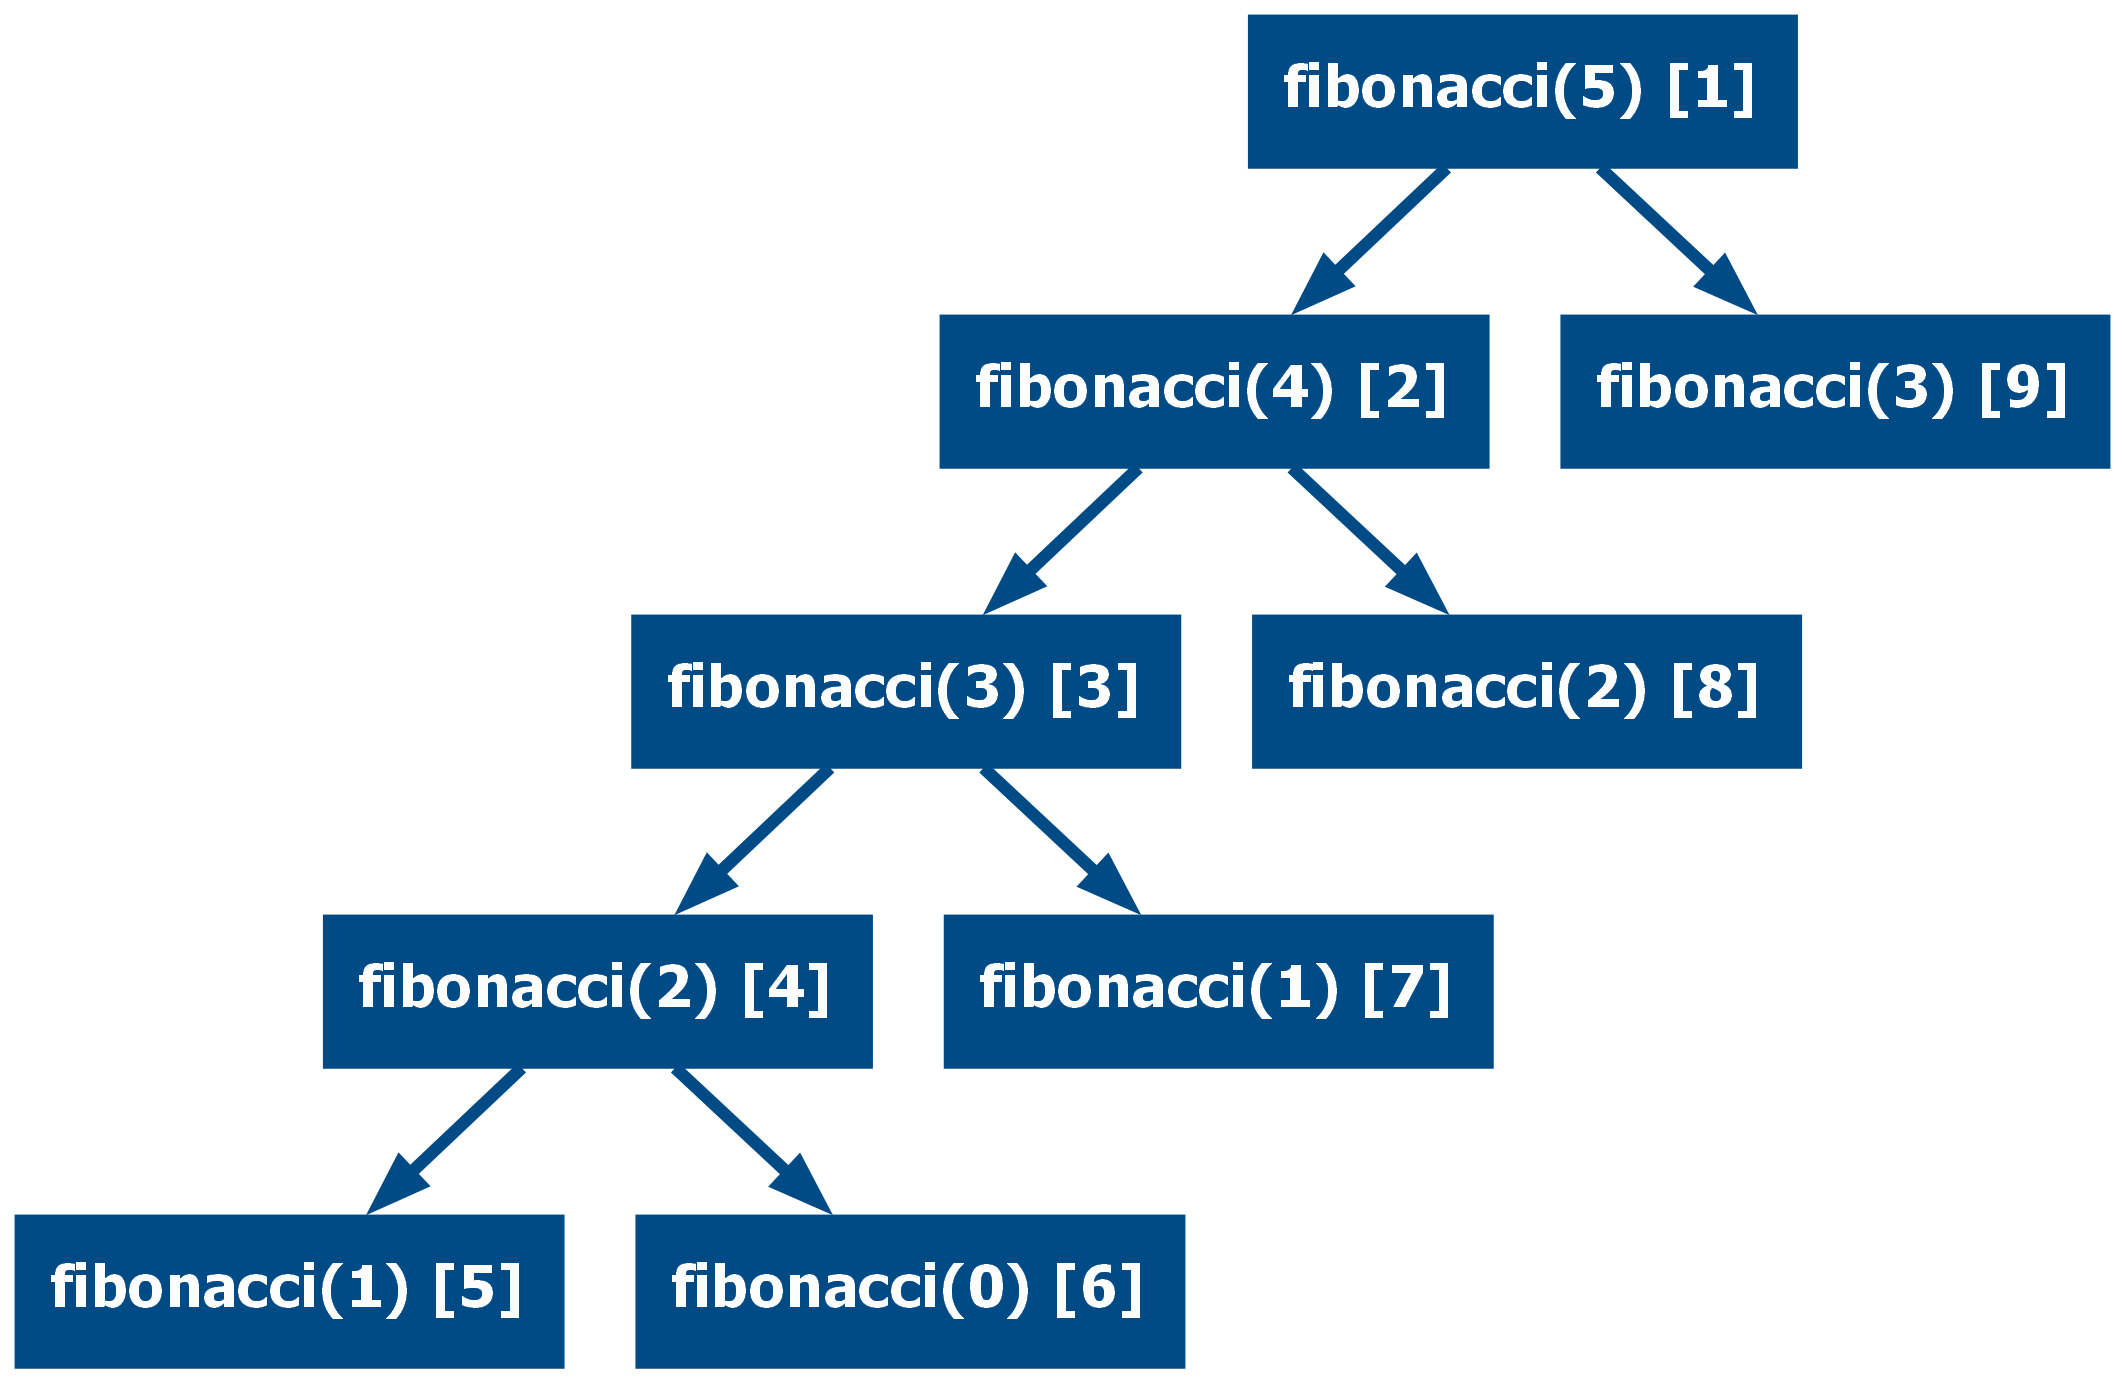 fibonacci(5) [1]
fibonacci(4) [2]
fibonacci(3) [9]
fibonacci(3) [3]
fibonacci(2) [8]
fibonacci(2) [4]
fibonacci(1) [7]
fibonacci(1) [5]
fibonacci(0) [6]